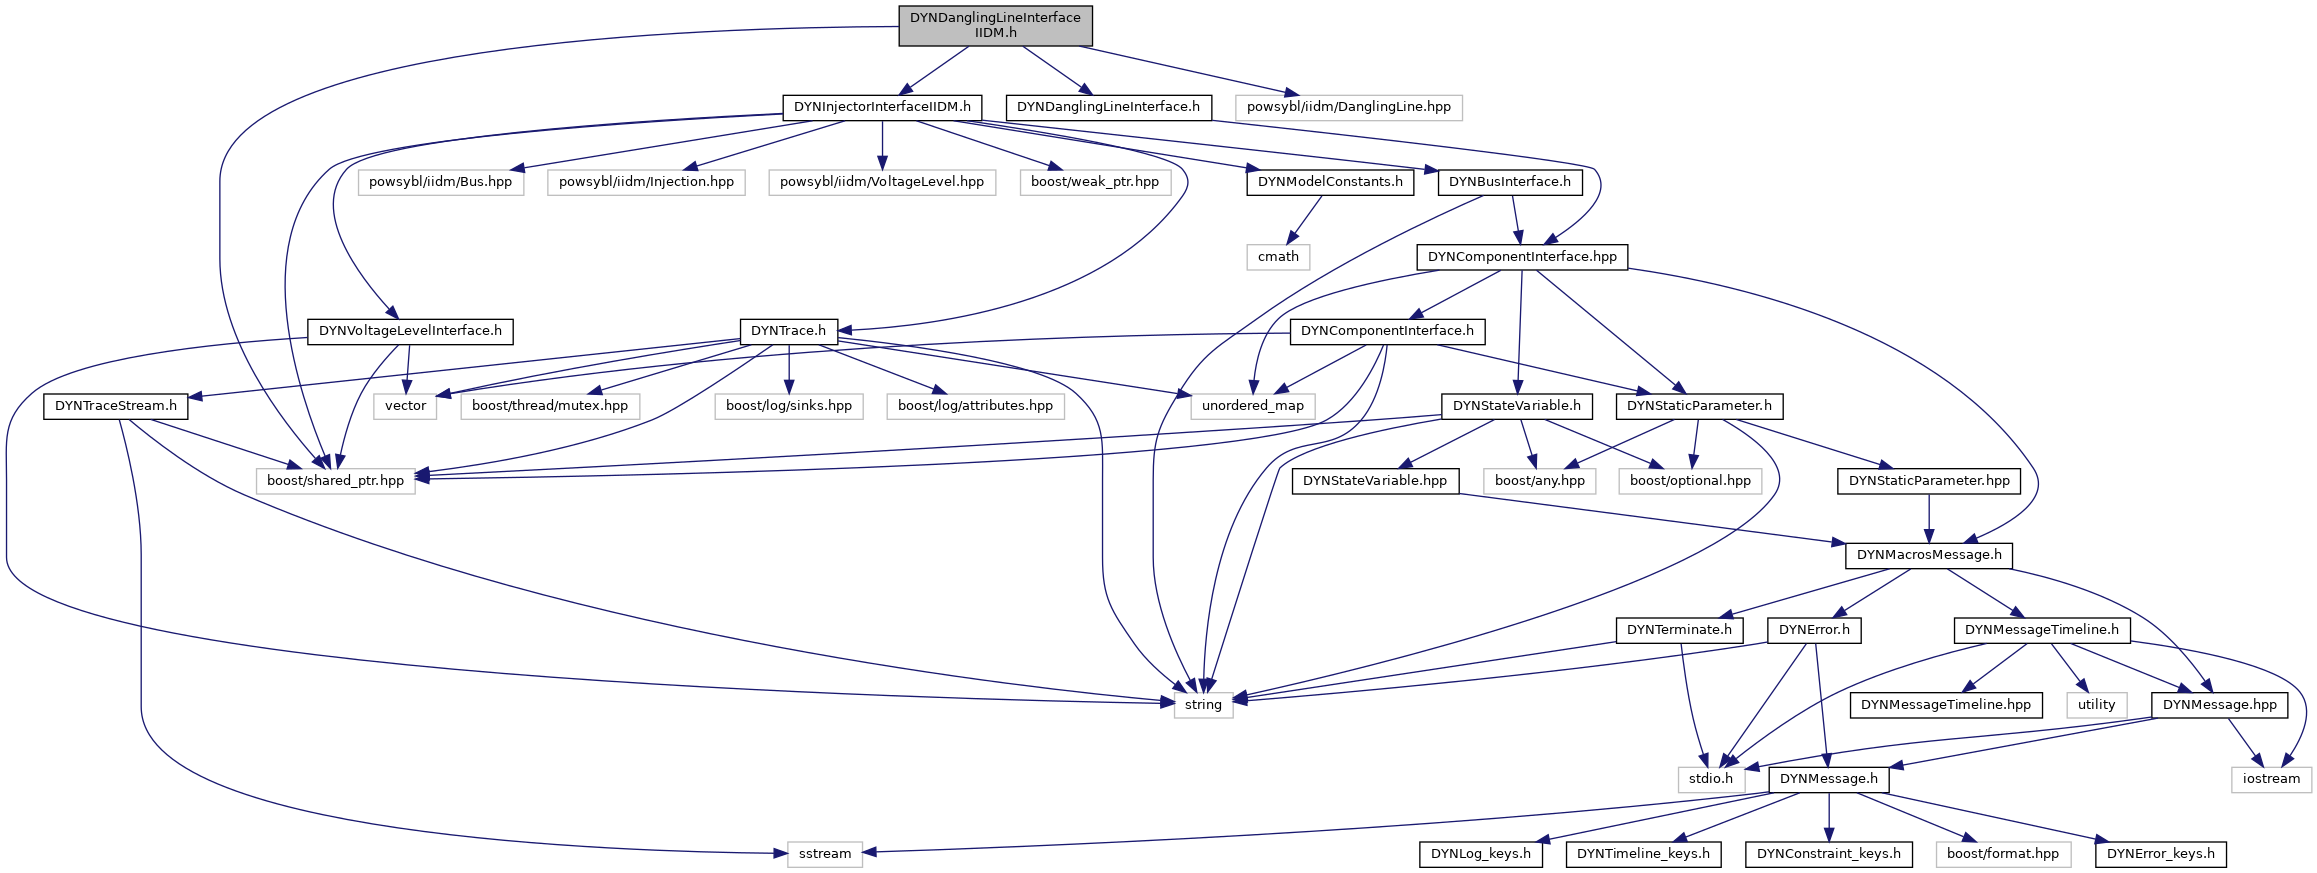 DYNDanglingLineInterface
IIDM.h
DYNInjectorInterfaceIIDM.h
DYNDanglingLineInterface.h
powsybl/iidm/DanglingLine.hpp
powsybl/iidm/Bus.hpp
powsybl/iidm/Injection.hpp
powsybl/iidm/VoltageLevel.hpp
boost/weak_ptr.hpp
DYNModelConstants.h
DYNBusInterface.h
cmath
DYNComponentInterface.hpp
DYNVoltageLevelInterface.h
DYNTrace.h
DYNComponentInterface.h
DYNTraceStream.h
vector
boost/thread/mutex.hpp
boost/log/sinks.hpp
boost/log/attributes.hpp
unordered_map
DYNStateVariable.h
DYNStaticParameter.h
boost/shared_ptr.hpp
DYNStateVariable.hpp
boost/any.hpp
boost/optional.hpp
DYNStaticParameter.hpp
DYNMacrosMessage.h
DYNTerminate.h
DYNError.h
DYNMessageTimeline.h
string
DYNMessageTimeline.hpp
utility
DYNMessage.hpp
stdio.h
DYNMessage.h
iostream
sstream
DYNLog_keys.h
DYNTimeline_keys.h
DYNConstraint_keys.h
boost/format.hpp
DYNError_keys.h